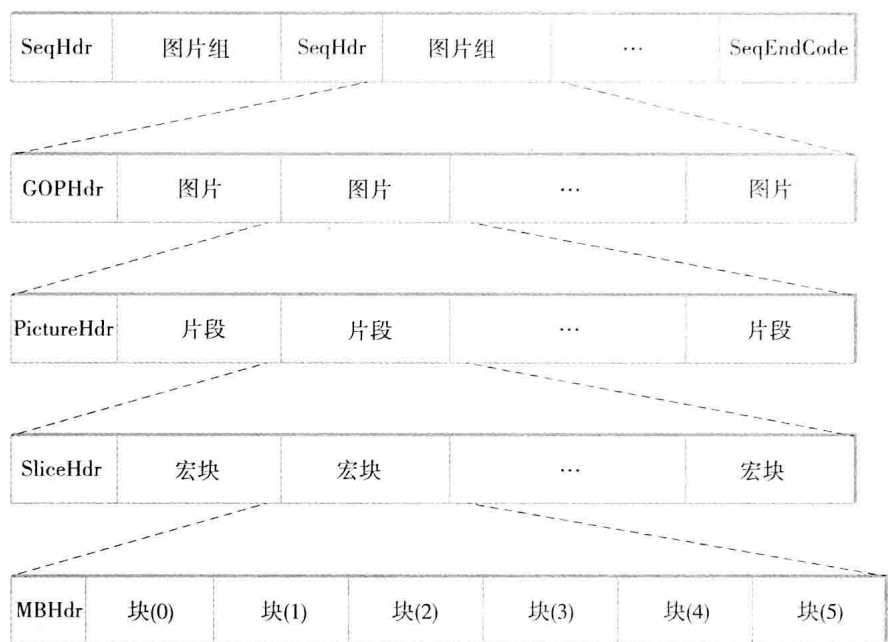 SeqHdr 图片组 SeqHdr 图片组 … SeqEndCode
GOPHdr 图片 图片 … 图片
PictureHdr 片段 片段 … 片段
SliceHdr 宏块 宏块 … 宏块
MBHdr 块(0) 块(1) 块(2) 块(3) 块(4) 块(5)